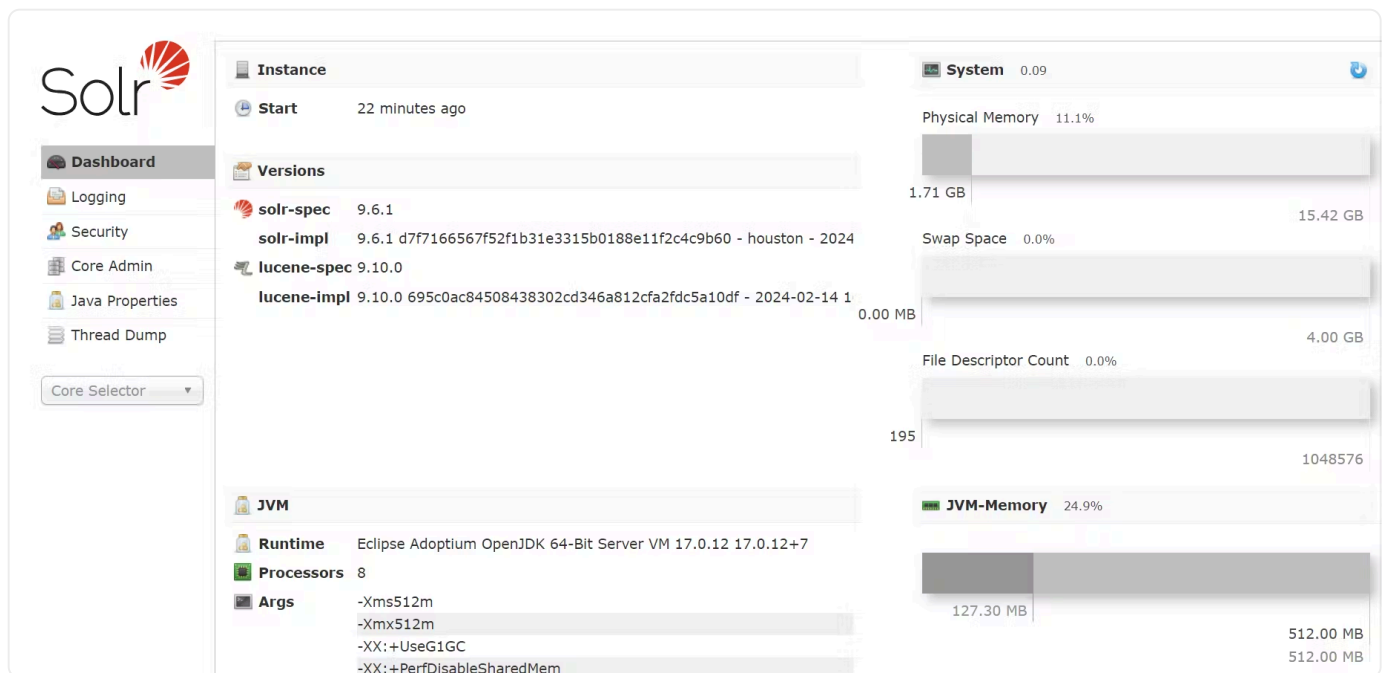 Solr
Dashboard
Logging
Security
Core Admin
Java Properties
Thread Dump
Core Selector
Instance
Start 22 minutes ago
Versions
solr-spec 9.6.1
solr-impl 9.6.1 d7f7166567f52f1b31e3315b0188e11f2c4c9b60 - houston - 2024
lucene-spec 9.10.0
lucene-impl 9.10.0 695c0ac84508438302cd346a812cfa2fdc5a10df - 2024-02-14 1
JVM
Runtime Eclipse Adoptium OpenJDK 64-Bit Server VM 17.0.12 17.0.12+7
Processors 8
Args -Xms512m
-Xmx512m
-XX:+UseG1GC
-XX:+PerfDisableSharedMem
System 0.09
Physical Memory 11.1%
1.71 GB
15.42 GB
Swap Space 0.0%
0.00 MB
4.00 GB
File Descriptor Count 0.0%
195
1048576
JVM-Memory 24.9%
127.30 MB
512.00 MB
512.00 MB